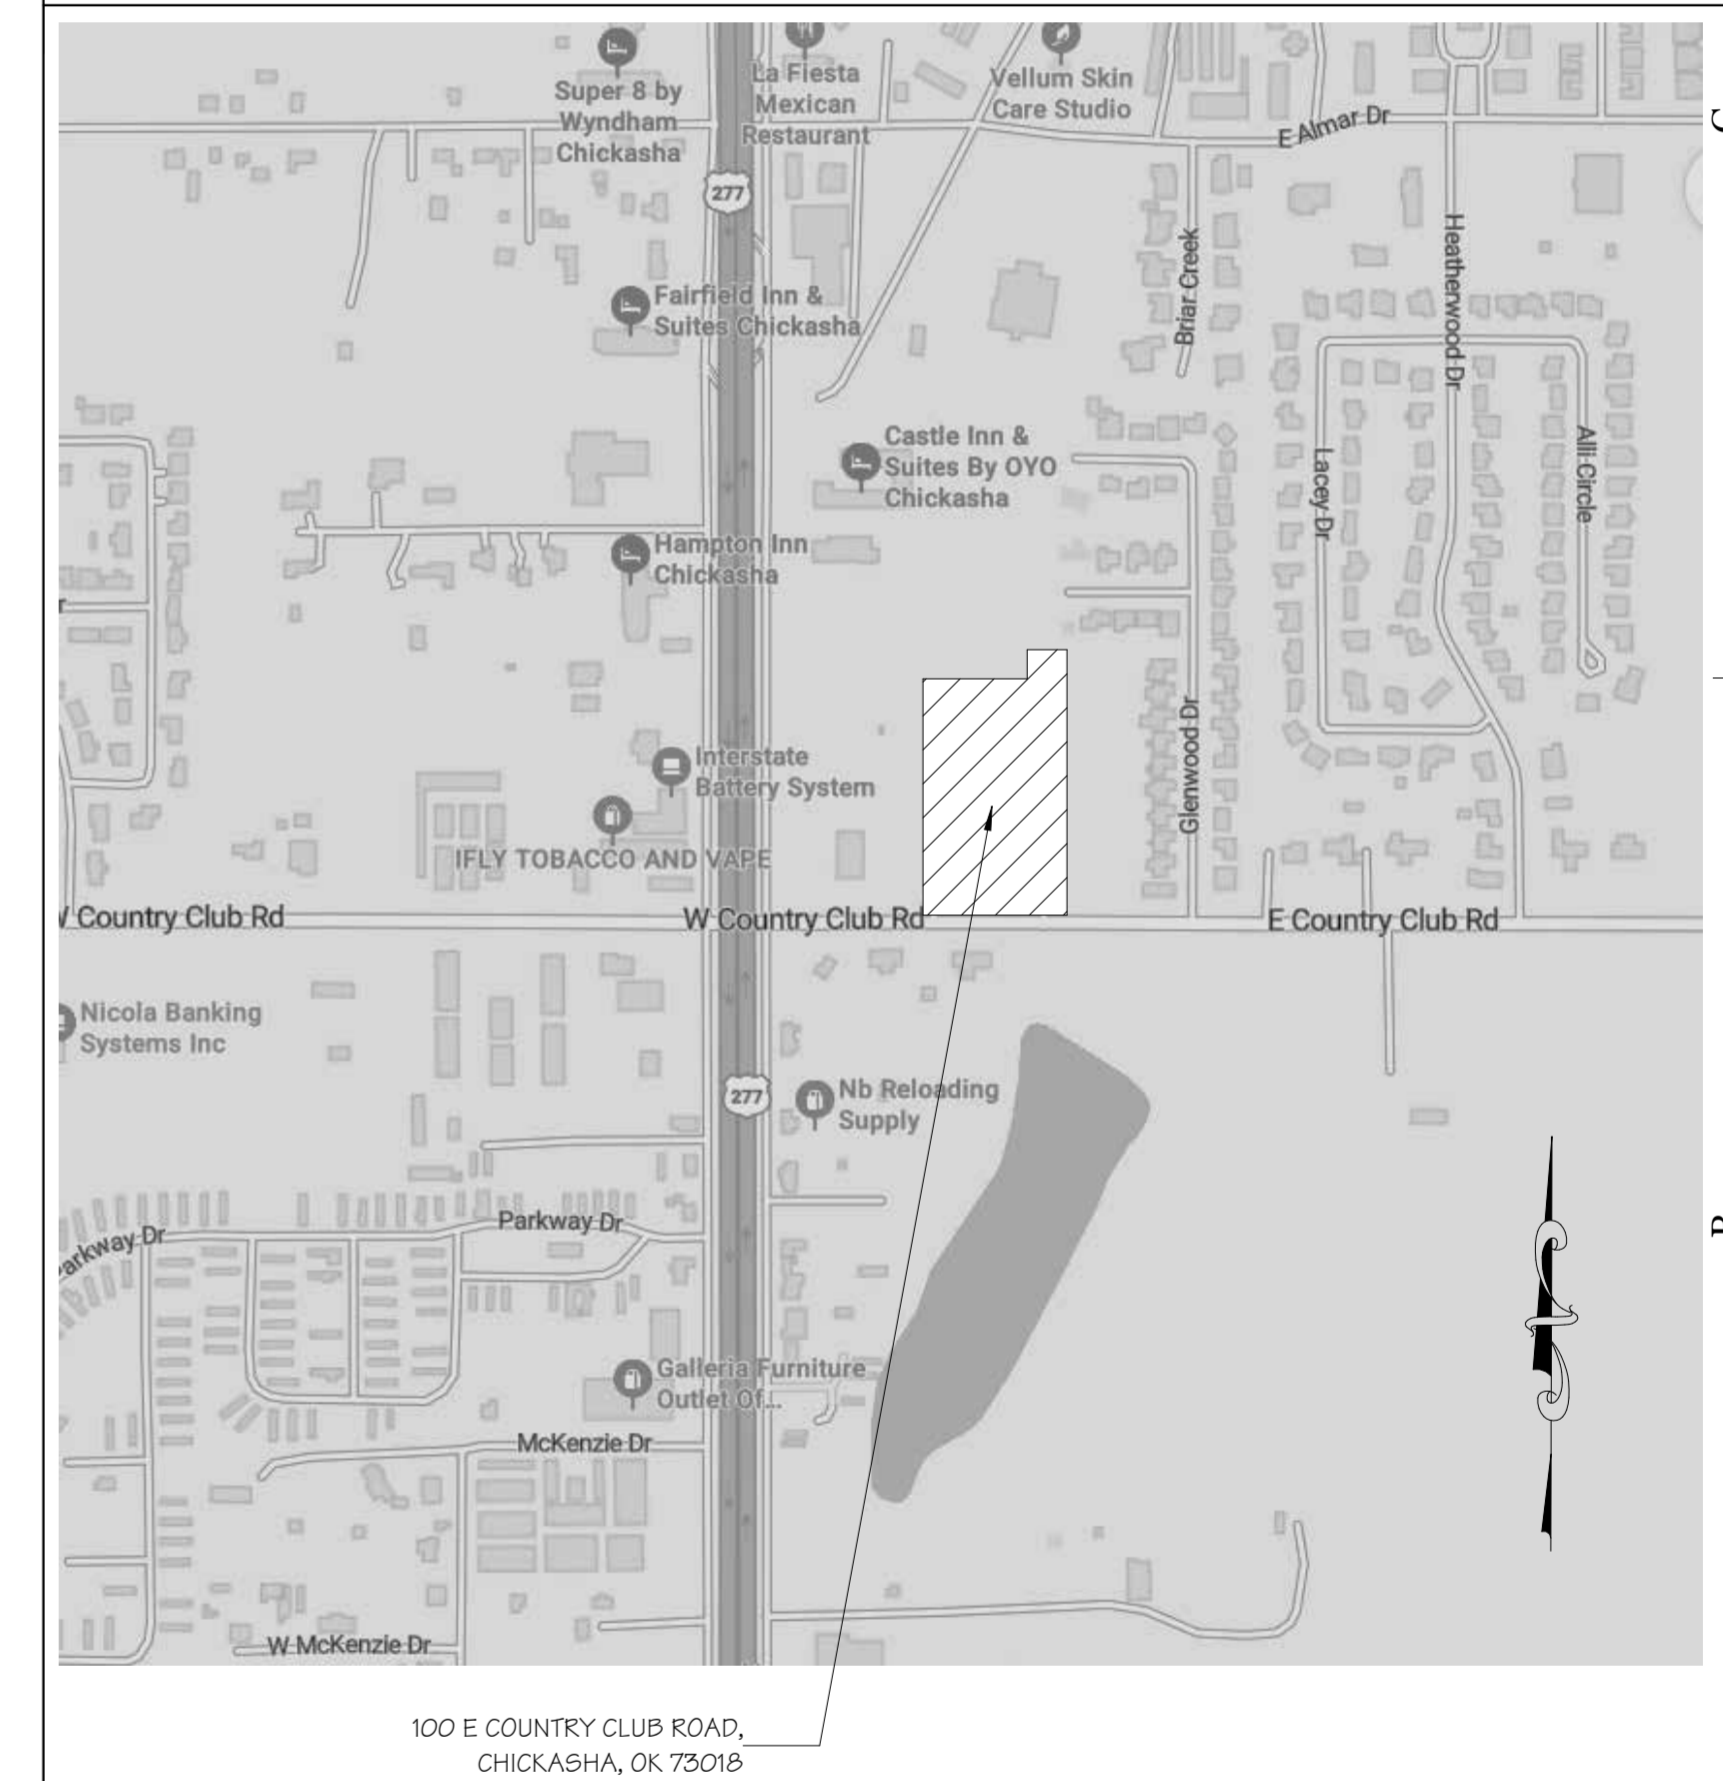 Super 8 by
Wyndham
Chickasha
La Fiesta
Mexican
Restaurant
Vellum Skin
Care Studio
E Almar Dr
277
Fairfield Inn &
Suites Chickasha
Briar Creek
Heatherwood Dr
Castle Inn &
Suites By OYO
Chickasha
Lacey Dr
Alli Circle
Hampton Inn
Chickasha
Interstate
Battery System
Glenwood Dr
IFLY TOBACCO AND VAPE
W Country Club Rd
W Country Club Rd
E Country Club Rd
Nicola Banking
Systems Inc
277
Nb Reloading
Supply
Parkway Dr
arkway Dr
Galleria Furniture
Outlet Of...
McKenzie Dr
W McKenzie Dr
100 E COUNTRY CLUB ROAD,
CHICKASHA, OK 73018